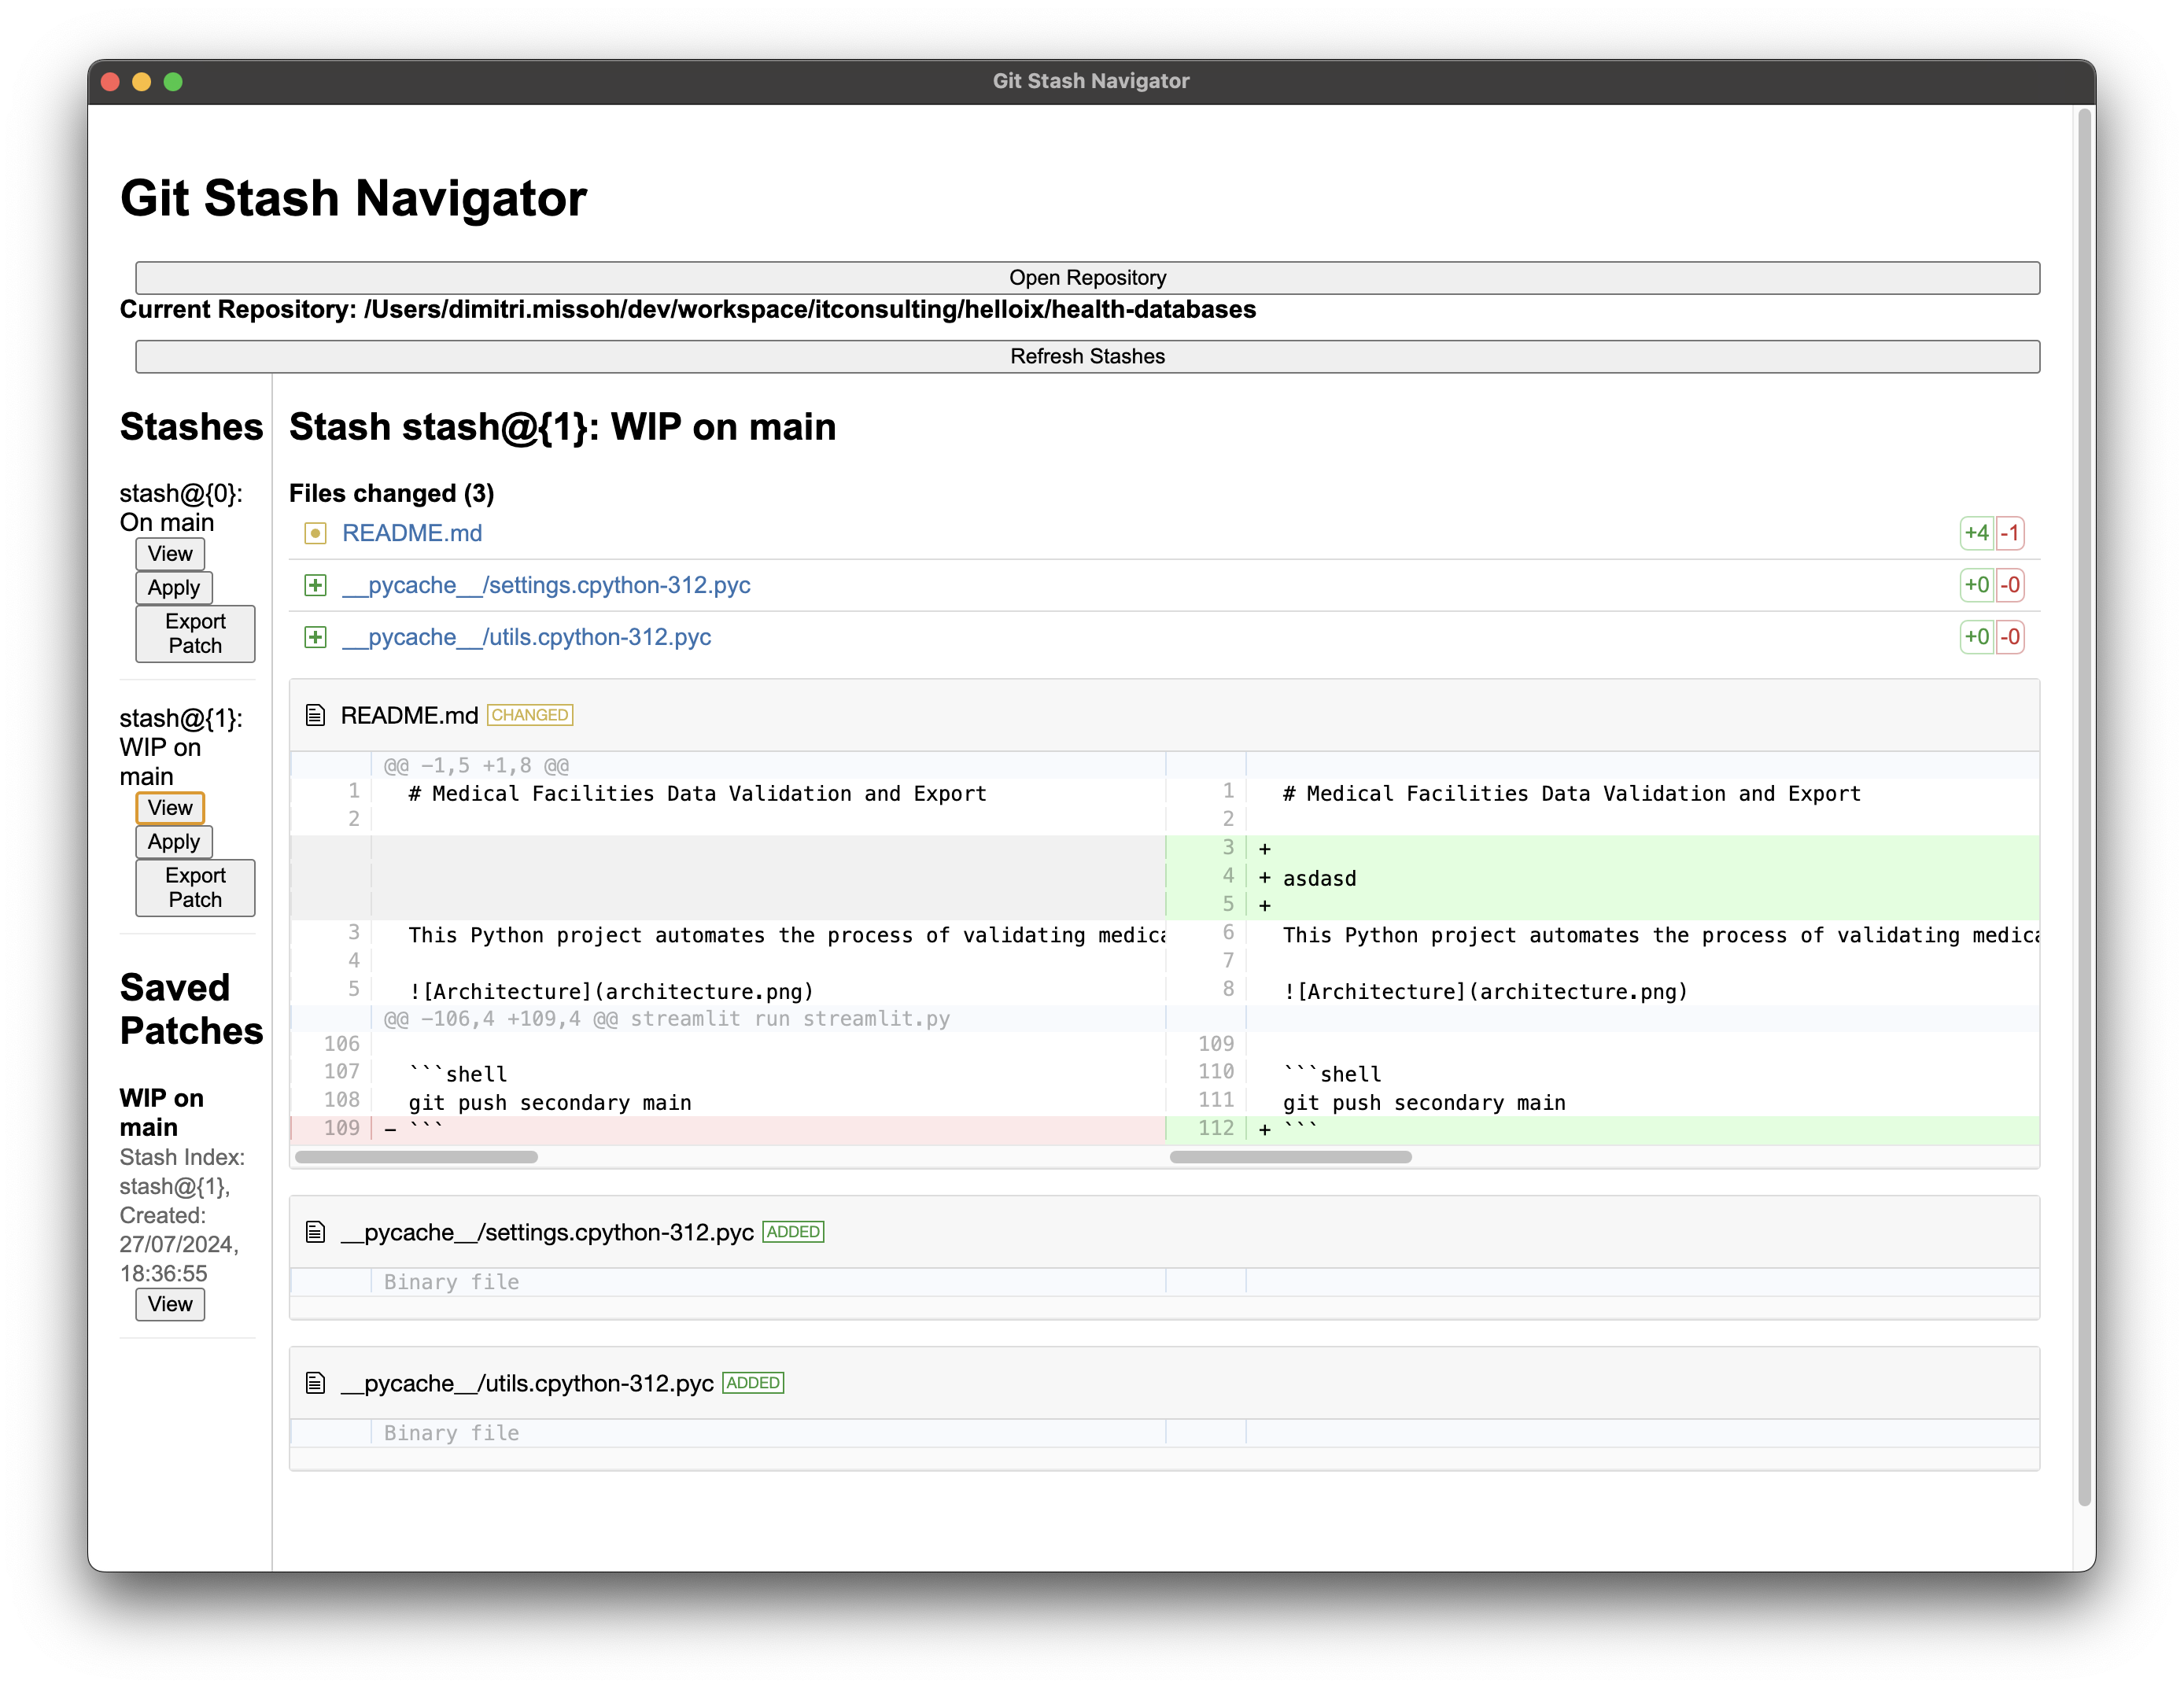 Git Stash Navigator
Git Stash Navigator
Open Repository
Current Repository: /Users/dimitri.missoh/dev/workspace/itconsulting/helloix/health-databases
Refresh Stashes
Stashes
stash@{0}:
On main
View
Apply
Export
Patch
stash@{1}:
WIP on
main
View
Apply
Export
Patch
Saved
Patches
WIP on
main
Stash Index:
stash@{1},
Created:
27/07/2024,
18:36:55
View
Stash stash@{1}: WIP on main
Files changed (3)
README.md +4 -1
__pycache__/settings.cpython-312.pyc +0 -0
__pycache__/utils.cpython-312.pyc +0 -0
README.md CHANGED
@@ -1,5 +1,8 @@
1 # Medical Facilities Data Validation and Export
2
3 This Python project automates the process of validating medica
4
5 ![Architecture](architecture.png)
@@ -106,4 +109,4 @@ streamlit run streamlit.py
106
107 ```shell
108 git push secondary main
109 - ```
1 # Medical Facilities Data Validation and Export
2
3 +
4 + asdasd
5 +
6 This Python project automates the process of validating medica
7
8 ![Architecture](architecture.png)
109
110 ```shell
111 git push secondary main
112 + ```
__pycache__/settings.cpython-312.pyc ADDED
Binary file
__pycache__/utils.cpython-312.pyc ADDED
Binary file